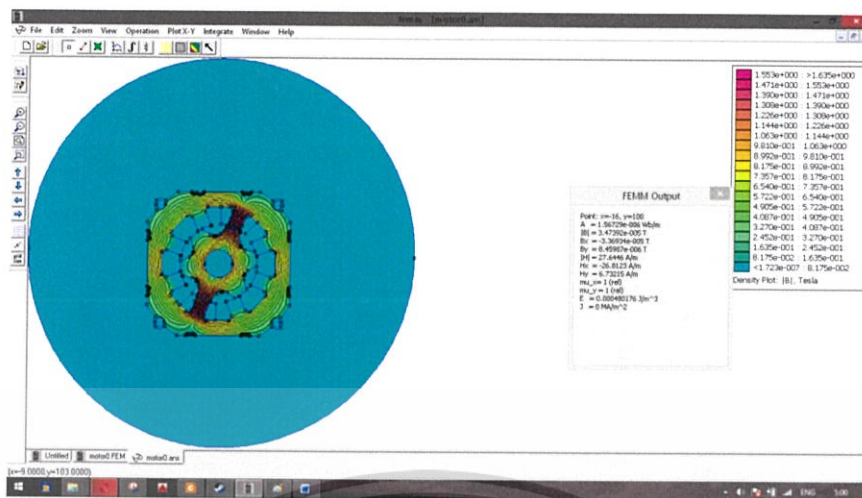 femm - [motor0.ans]
File Edit Zoom View Operation Plot X-Y Integrate Window Help
1.553e+000 : >1.635e+000
1.471e+000 : 1.553e+000
1.390e+000 : 1.471e+000
1.308e+000 : 1.390e+000
1.226e+000 : 1.308e+000
1.144e+000 : 1.226e+000
1.063e+000 : 1.144e+000
9.810e-001 : 1.063e+000
8.992e-001 : 9.810e-001
8.175e-001 : 8.992e-001
7.357e-001 : 8.175e-001
6.540e-001 : 7.357e-001
5.722e-001 : 6.540e-001
4.905e-001 : 5.722e-001
4.087e-001 : 4.905e-001
3.270e-001 : 4.087e-001
2.452e-001 : 3.270e-001
1.635e-001 : 2.452e-001
8.175e-002 : 1.635e-001
<1.723e-007 : 8.175e-002
Density Plot: |B|, Tesla
FEMM Output
Point: x=-16, y=108
A = 1.56729e-006 Wb/m
|B| = 3.47392e-005 T
Bx = -3.36934e-005 T
By = 8.45987e-006 T
|H| = 27.6446 A/m
Hx = -26.8123 A/m
Hy = 6.73215 A/m
mu_x= 1 (rel)
mu_y = 1 (rel)
E = 0.000480176 J/m^3
J = 0 MA/m^2
Untitled motor0.FEM motor0.ans
(x=-9.0000,y=103.0000)
ENG 5:00